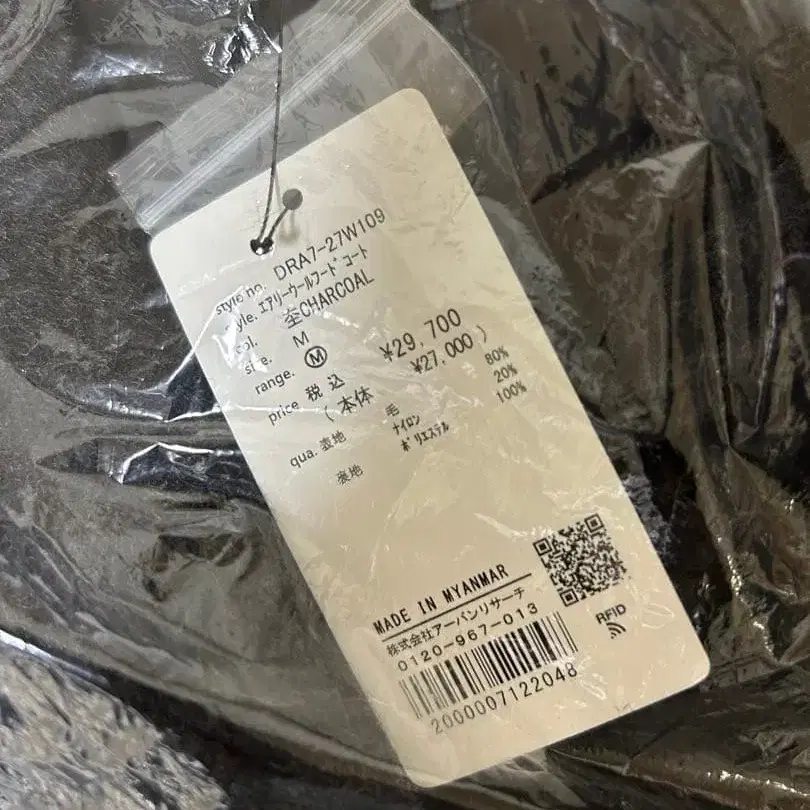 style no. DRA7-27W109
style. エアリーウールフードコート
col. 杢CHARCOAL
size. M
range. Ⓜ
price 税込 ¥29,700
(本体 ¥27,000)
qua. 表地 毛 80%
ナイロン 20%
裏地 ポリエステル 100%
MADE IN MYANMAR
株式会社アーバンリサーチ
0120-967-013
RFID
2000007122048